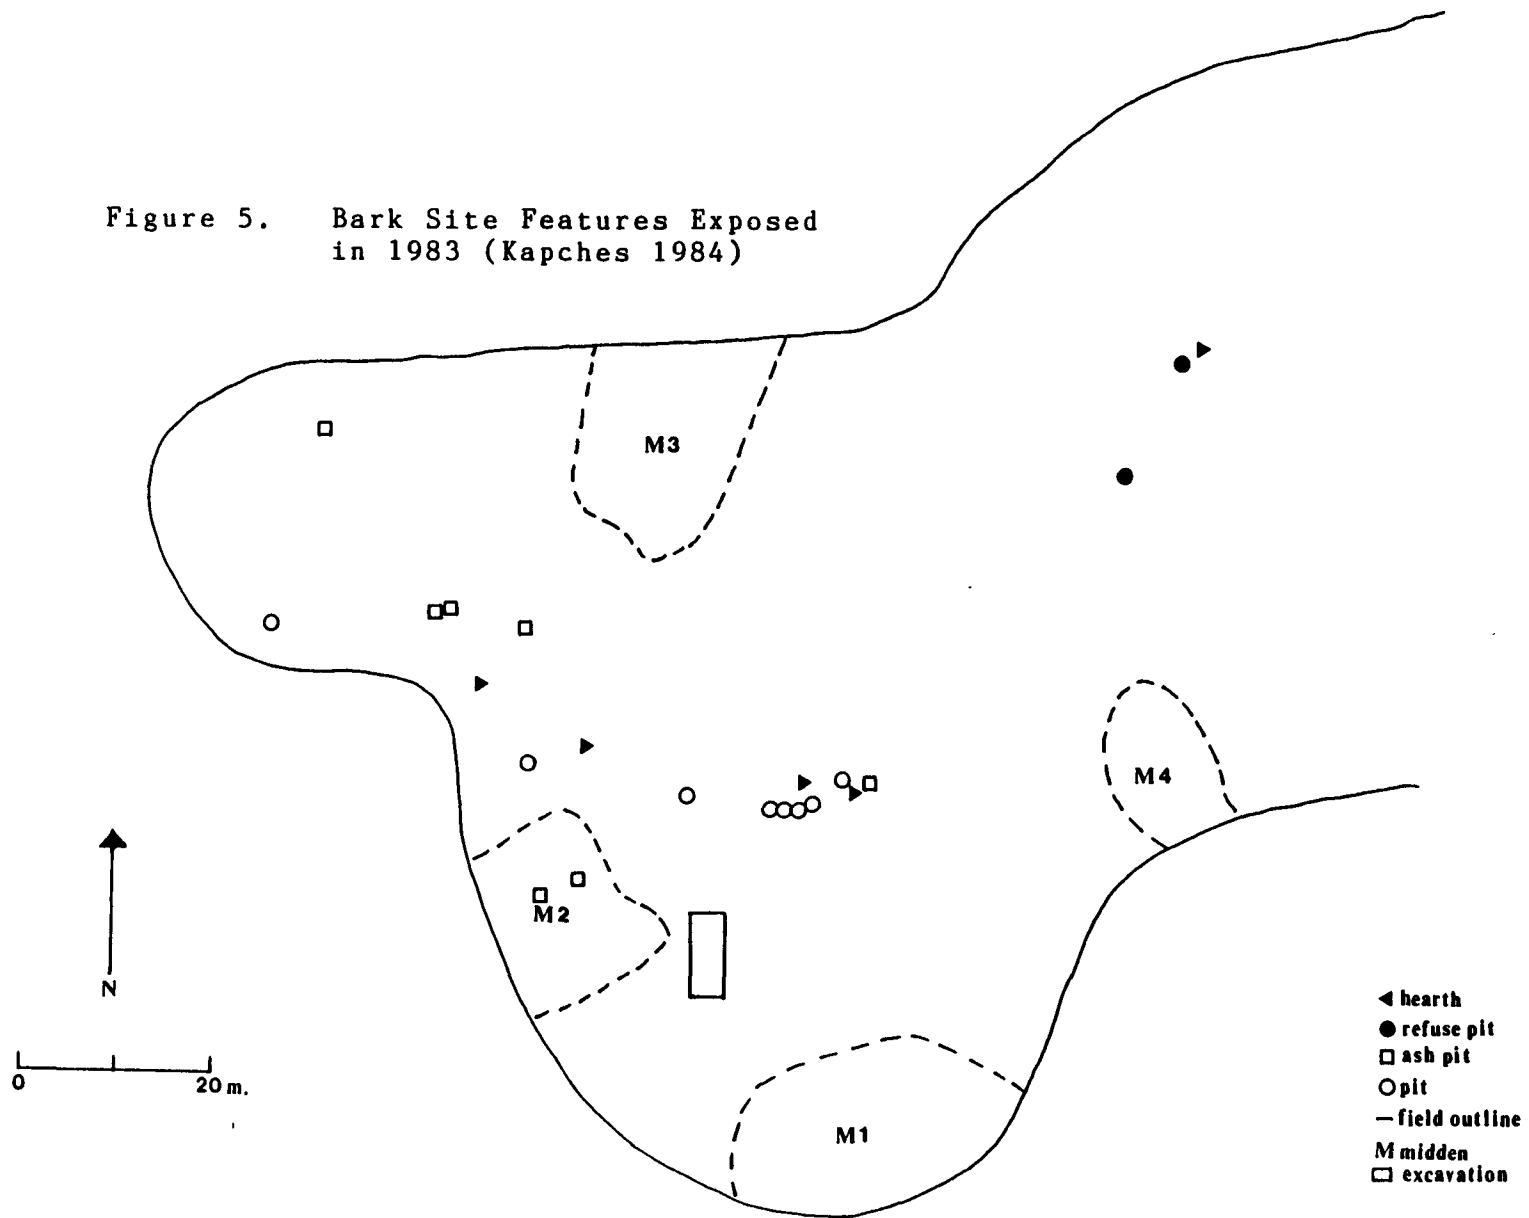 Figure 5. Bark Site Features Exposed
in 1983 (Kapches 1984)
M3
M4
M2
M1
N
0 20m.
hearth
refuse pit
ash pit
pit
field outline
M midden
excavation